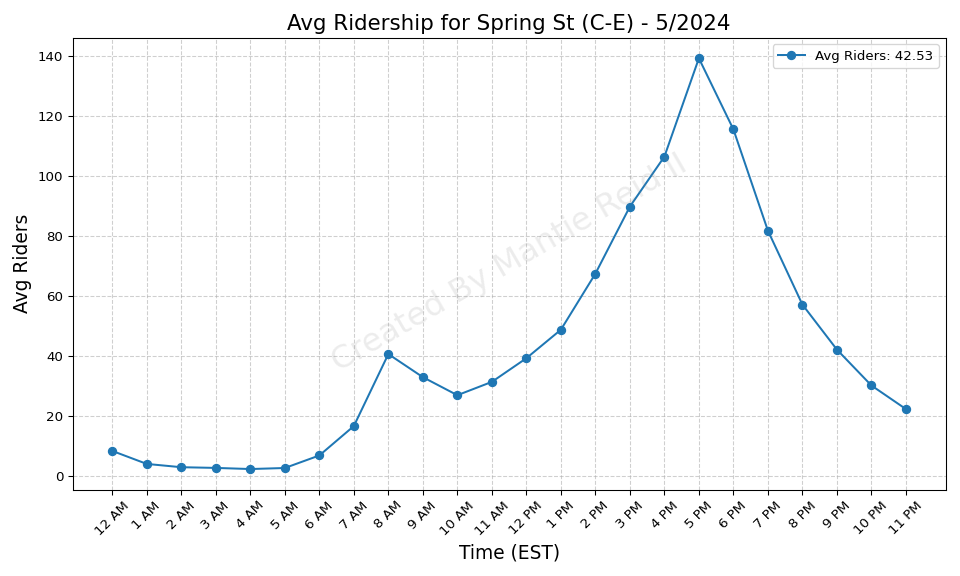 Avg Ridership for Spring St (C-E) - 5/2024
Avg Riders: 42.53
Avg Riders
140
120
100
80
60
40
20
0
Created By Mantle Reid II
12 AM
1 AM
2 AM
3 AM
4 AM
5 AM
6 AM
7 AM
8 AM
9 AM
10 AM
11 AM
12 PM
1 PM
2 PM
3 PM
4 PM
5 PM
6 PM
7 PM
8 PM
9 PM
10 PM
11 PM
Time (EST)